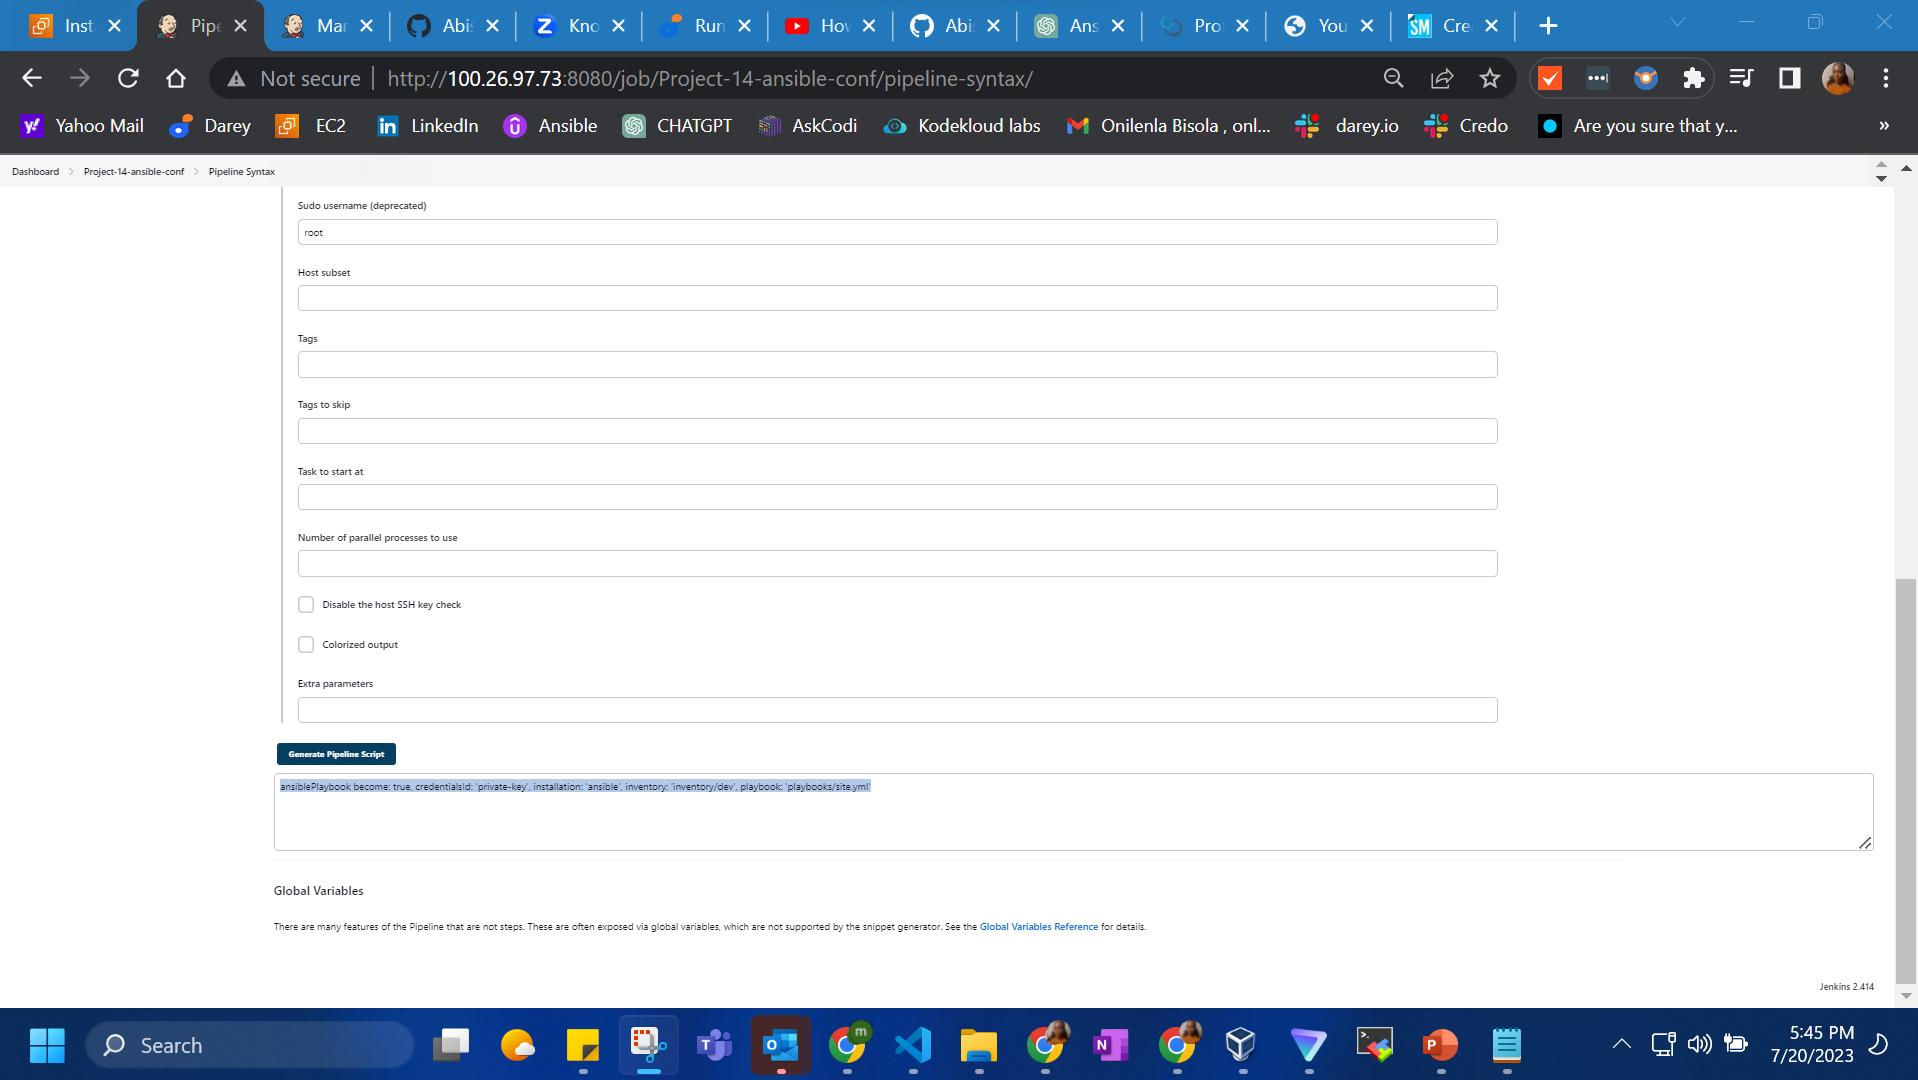 Inst
Pipe
Mar
Abis
Kno
Run
How
Abis
Ans
Pro
You
Crea
Not secure
http://100.26.97.73:8080/job/Project-14-ansible-conf/pipeline-syntax/
Yahoo Mail
Darey
EC2
LinkedIn
Ansible
CHATGPT
AskCodi
Kodekloud labs
Onilenla Bisola , onl...
darey.io
Credo
Are you sure that y...
»
Dashboard
Project-14-ansible-conf
Pipeline Syntax
Sudo username (deprecated)
root
Host subset
Tags
Tags to skip
Task to start at
Number of parallel processes to use
Disable the host SSH key check
Colorized output
Extra parameters
Generate Pipeline Script
ansiblePlaybook become: true, credentialsId: 'private-key', installation: 'ansible', inventory: 'inventory/dev', playbook: 'playbooks/site.yml'
Global Variables
There are many features of the Pipeline that are not steps. These are often exposed via global variables, which are not supported by the snippet generator. See the Global Variables Reference for details.
Jenkins 2.414
Search
5:45 PM
7/20/2023